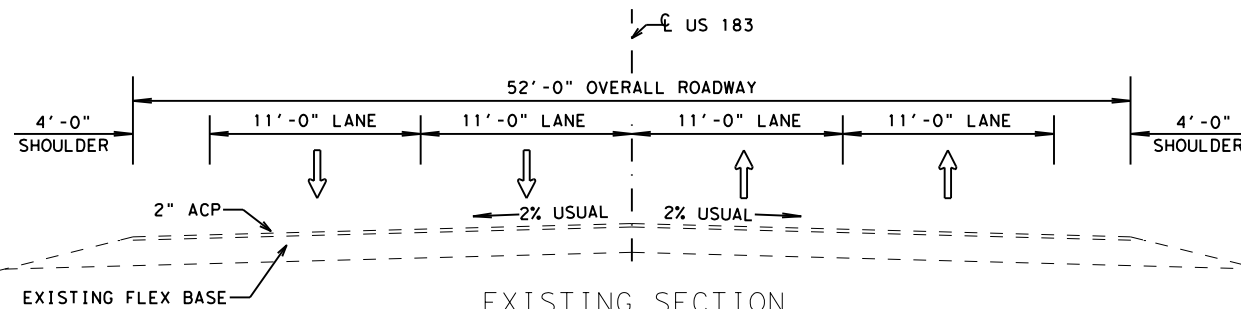 ℄ US 183
52'-0" OVERALL ROADWAY
4'-0"
SHOULDER
11'-0" LANE
11'-0" LANE
11'-0" LANE
11'-0" LANE
4'-0"
SHOULDER
2" ACP
2% USUAL
2% USUAL
EXISTING FLEX BASE
EXISTING SECTION